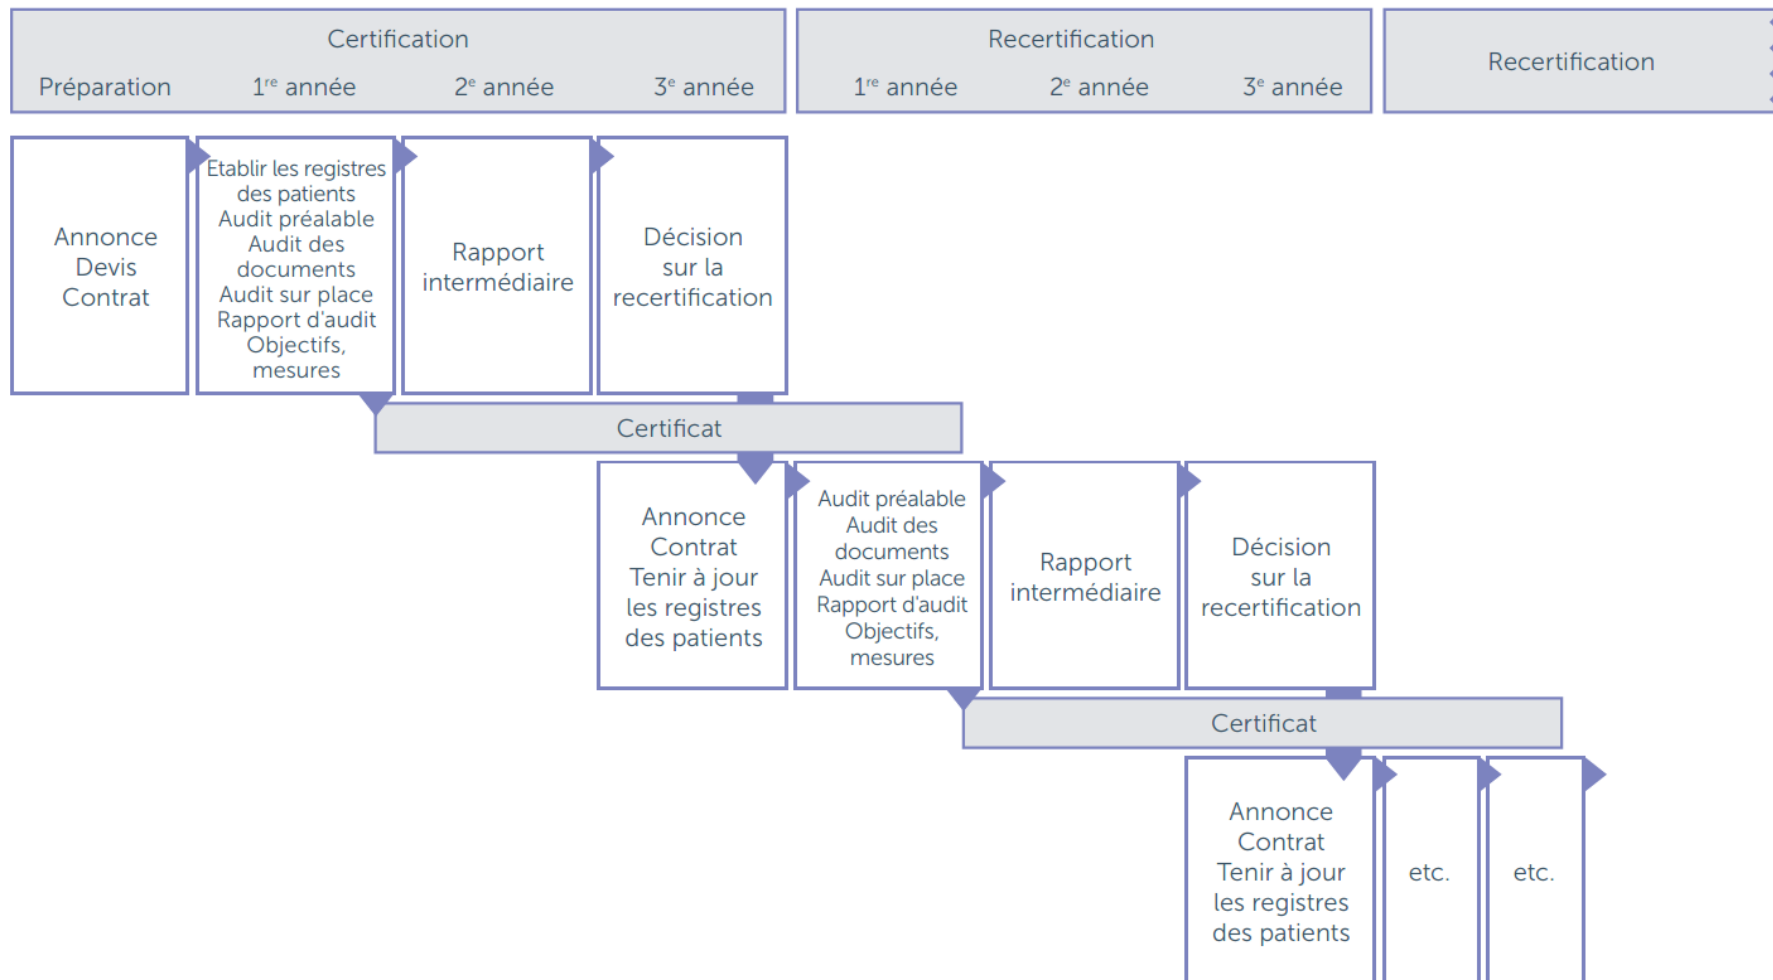 Certification
Préparation
1re année
2e année
3e année
Recertification
1re année
2e année
3e année
Recertification
Annonce
Devis
Contrat
Etablir les registres
des patients
Audit préalable
Audit des
documents
Audit sur place
Rapport d'audit
Objectifs,
mesures
Rapport
intermédiaire
Décision
sur la
recertification
Certificat
Annonce
Contrat
Tenir à jour
les registres
des patients
Audit préalable
Audit des
documents
Audit sur place
Rapport d'audit
Objectifs,
mesures
Rapport
intermédiaire
Décision
sur la
recertification
Certificat
Annonce
Contrat
Tenir à jour
les registres
des patients
etc.
etc.